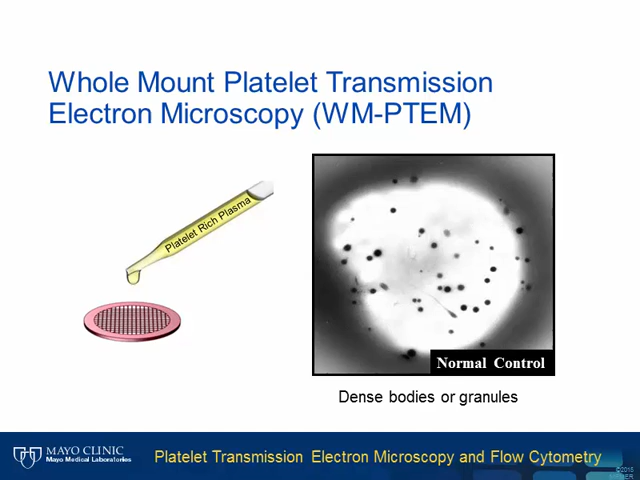 Whole Mount Platelet Transmission
Electron Microscopy (WM-PTEM)
Platelet Rich Plasma
Normal Control
Dense bodies or granules
MAYO CLINIC
Mayo Medical Laboratories
Platelet Transmission Electron Microscopy and Flow Cytometry
©2015